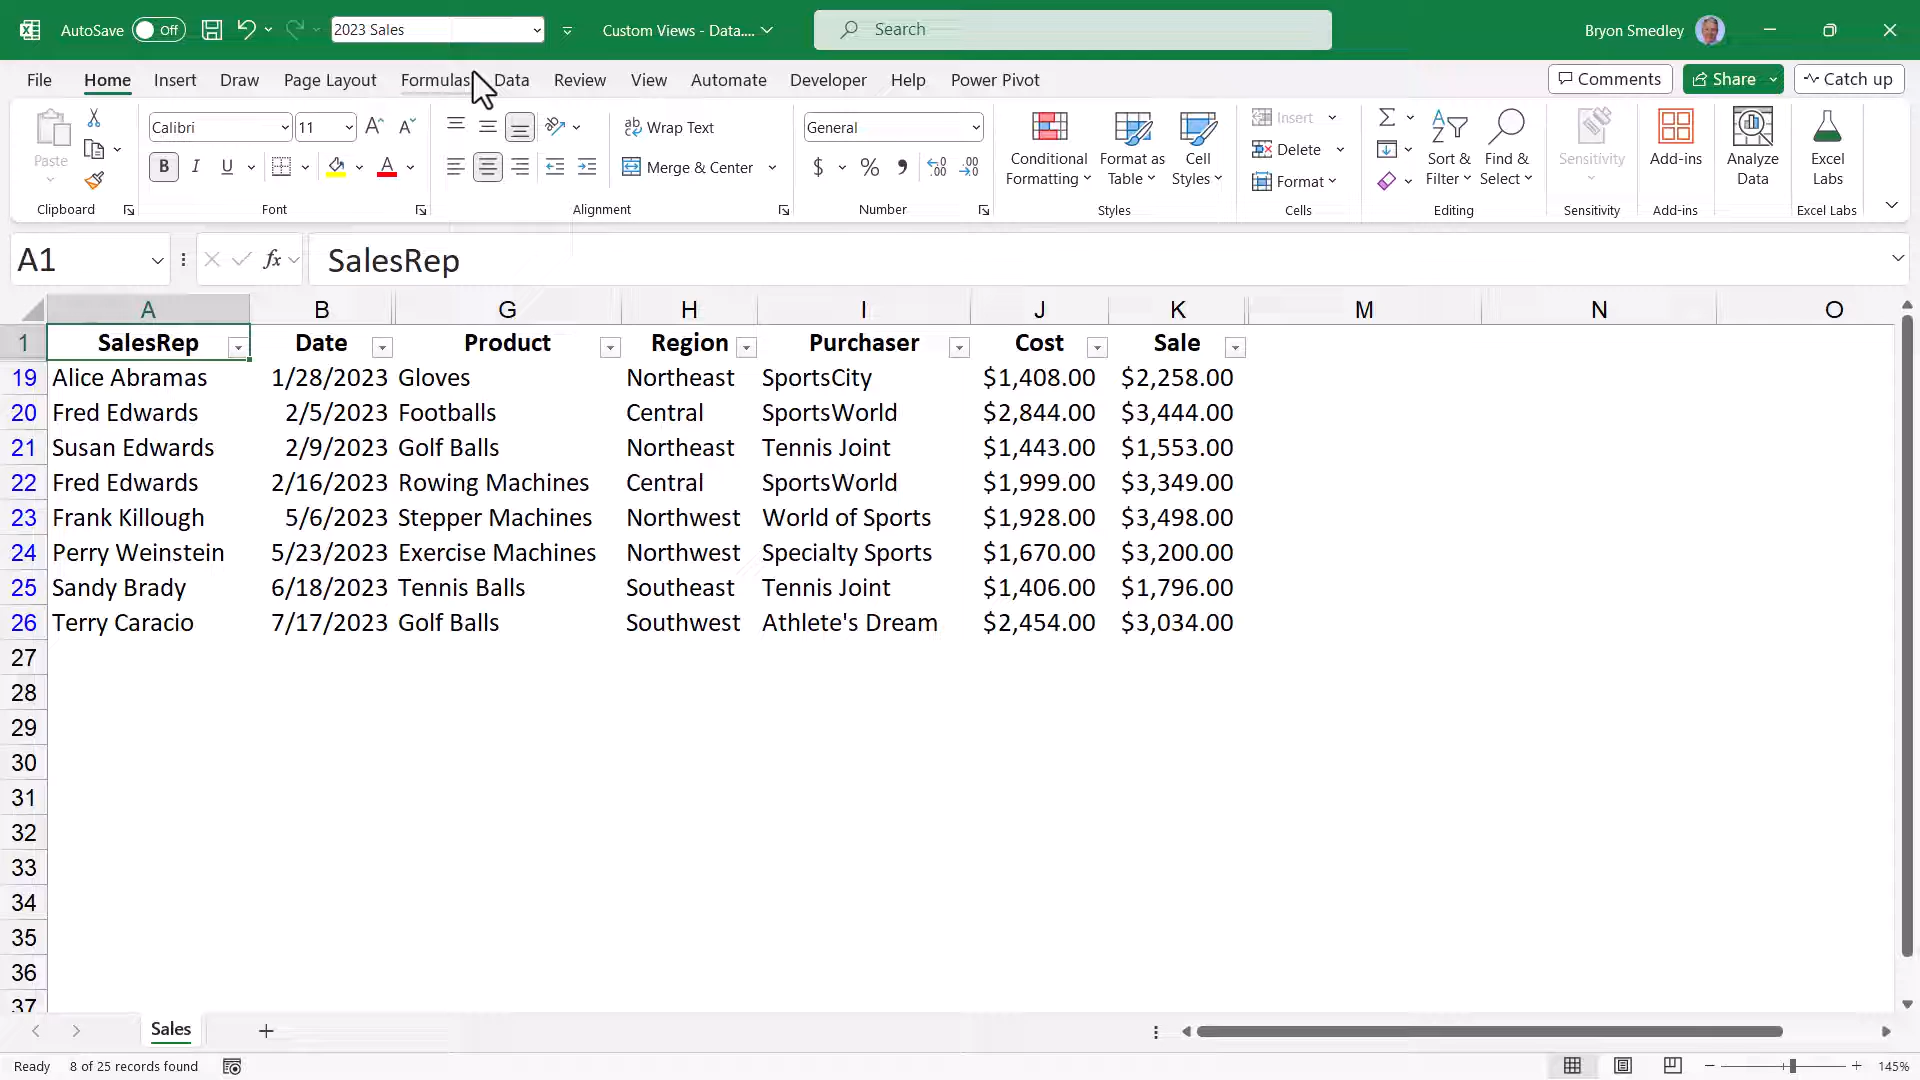 AutoSave Off 2023 Sales Custom Views - Data.... Search Bryon Smedley
File Home Insert Draw Page Layout Formulas Data Review View Automate Developer Help Power Pivot Comments Share Catch up
Paste Calibri 11 Wrap Text General Conditional Formatting Format as Table Cell Styles Insert Sort & Filter Find & Select Sensitivity Add-ins Analyze Data Excel Labs
B I U A Merge & Center $ % Delete Format
Clipboard Font Alignment Number Styles Cells Editing Sensitivity Add-ins Excel Labs
A1 fx SalesRep
A B G H I J K M N O
1 SalesRep Date Product Region Purchaser Cost Sale
19 Alice Abramas 1/28/2023 Gloves Northeast SportsCity $1,408.00 $2,258.00
20 Fred Edwards 2/5/2023 Footballs Central SportsWorld $2,844.00 $3,444.00
21 Susan Edwards 2/9/2023 Golf Balls Northeast Tennis Joint $1,443.00 $1,553.00
22 Fred Edwards 2/16/2023 Rowing Machines Central SportsWorld $1,999.00 $3,349.00
23 Frank Killough 5/6/2023 Stepper Machines Northwest World of Sports $1,928.00 $3,498.00
24 Perry Weinstein 5/23/2023 Exercise Machines Northwest Specialty Sports $1,670.00 $3,200.00
25 Sandy Brady 6/18/2023 Tennis Balls Southeast Tennis Joint $1,406.00 $1,796.00
26 Terry Caracio 7/17/2023 Golf Balls Southwest Athlete's Dream $2,454.00 $3,034.00
27
28
29
30
31
32
33
34
35
36
37
Sales
Ready 8 of 25 records found 145%